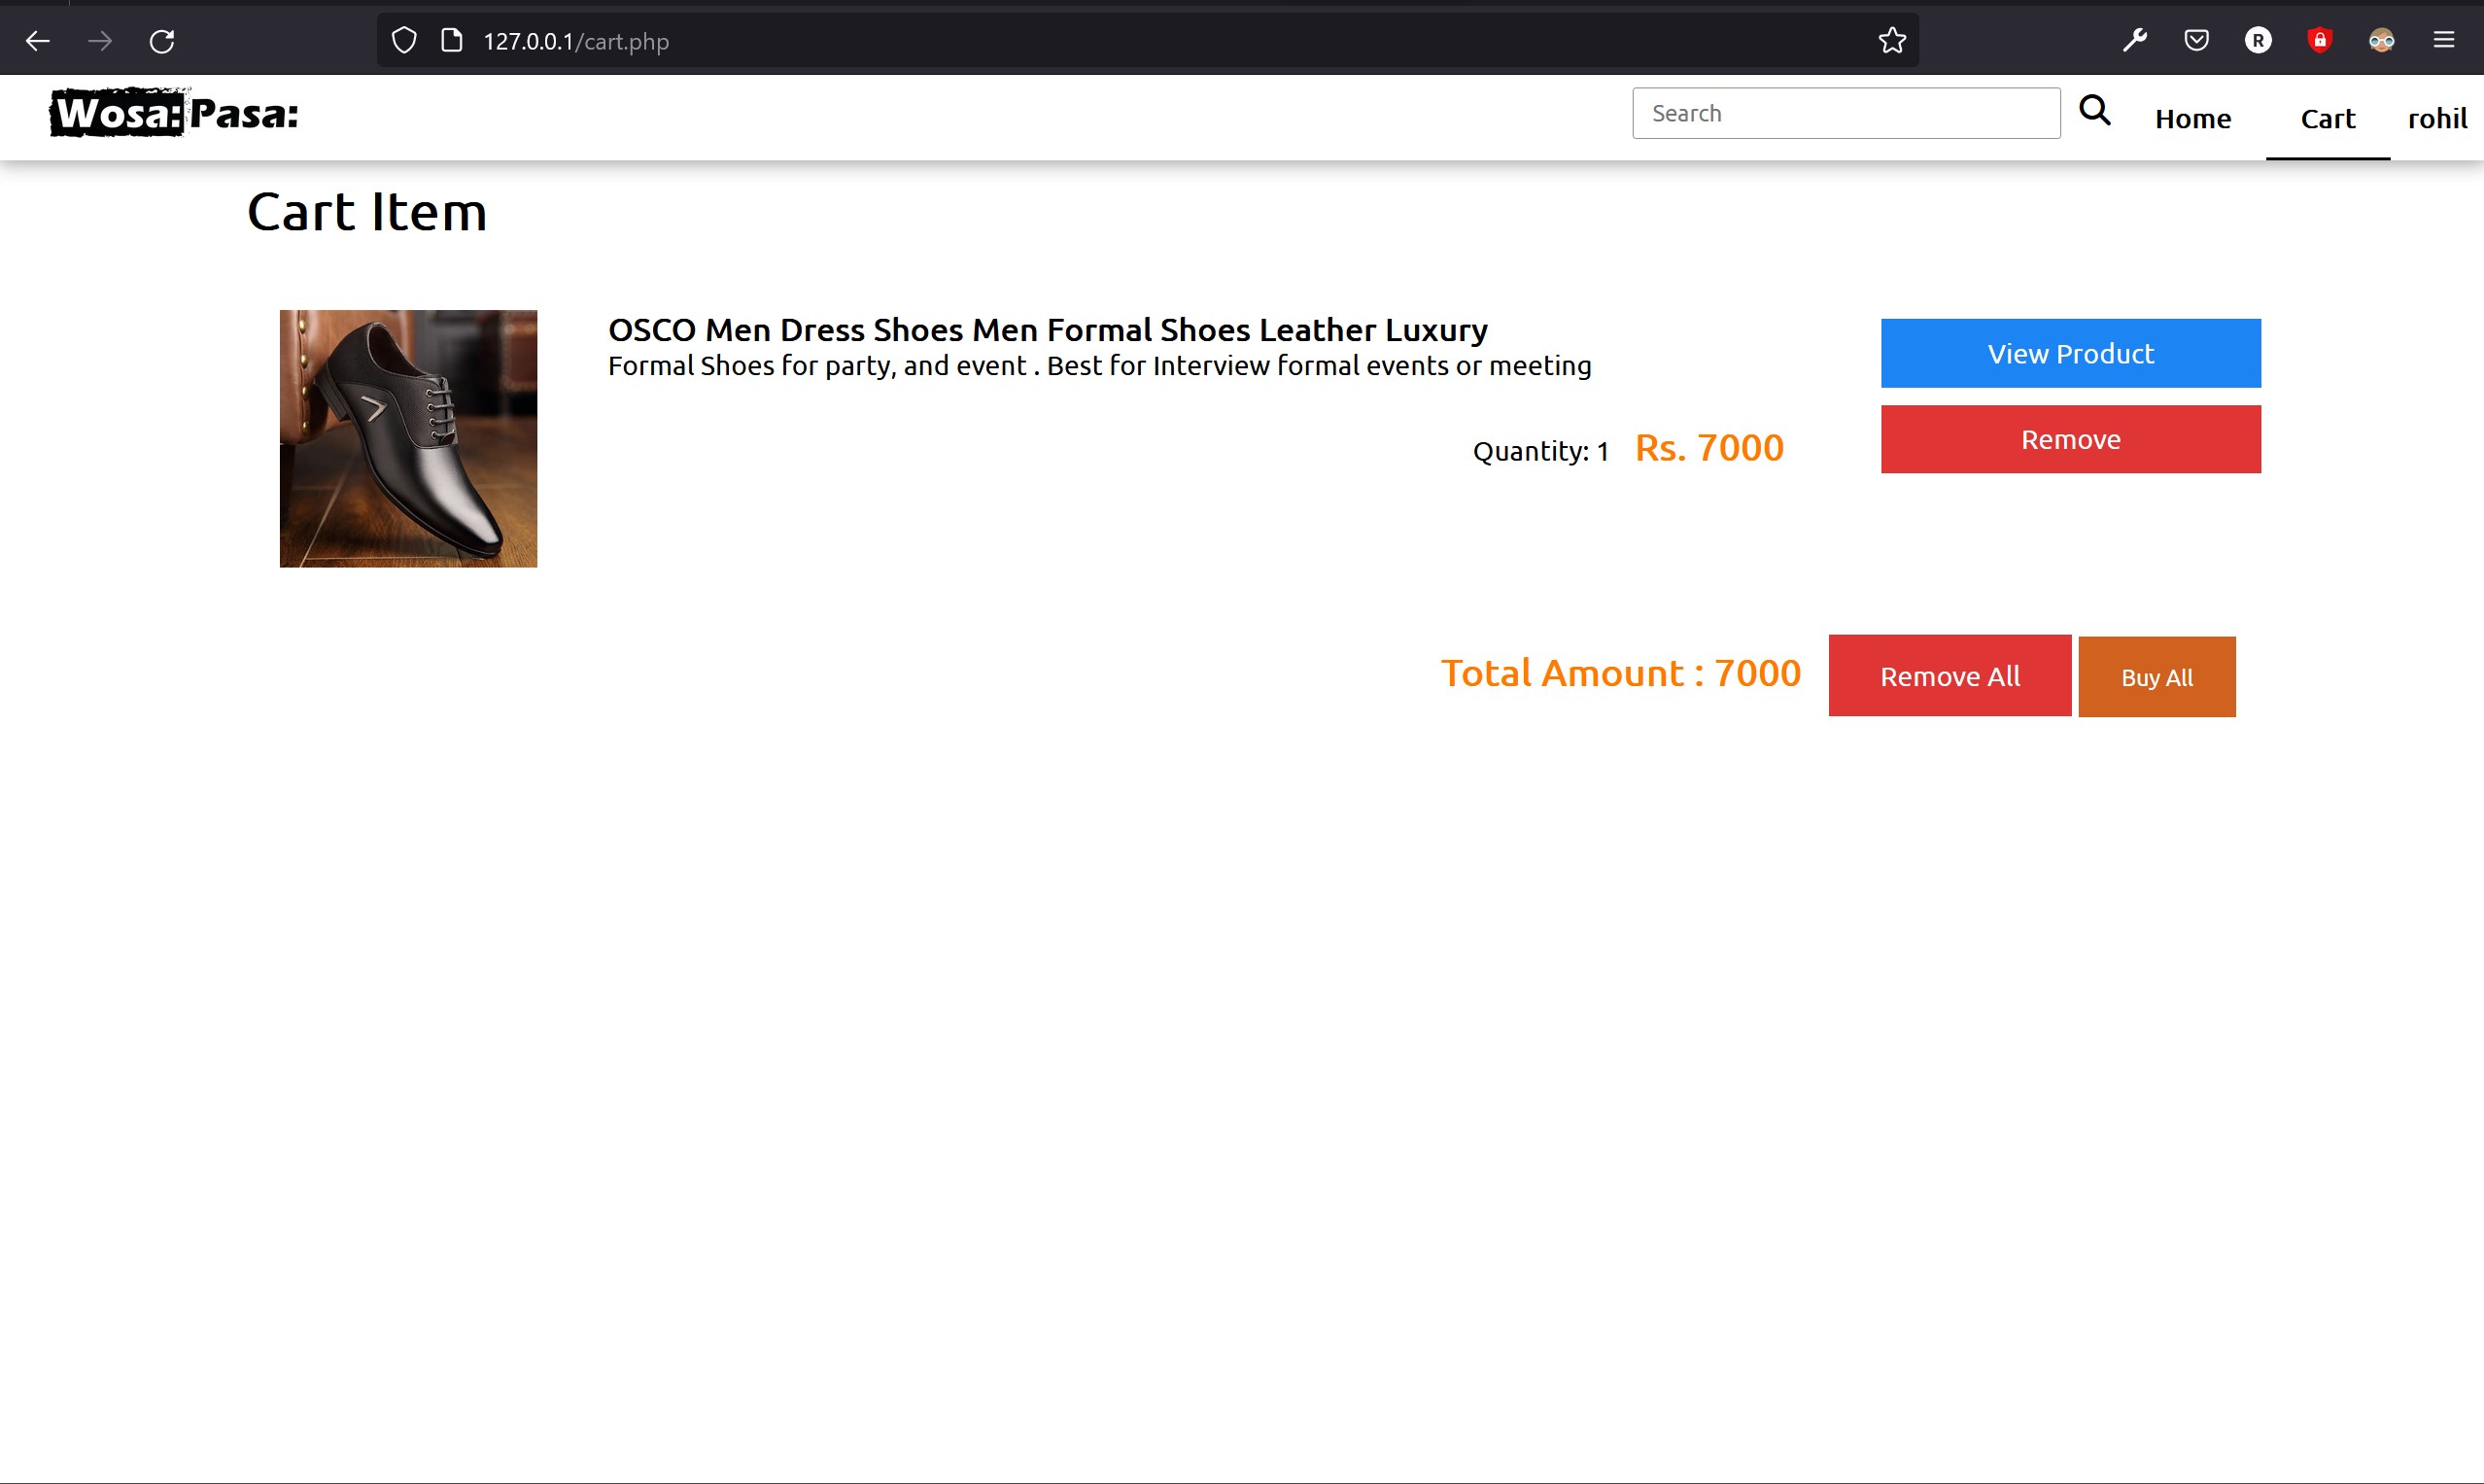 127.0.0.1/cart.php
R
Wosa: Pasa:
Search
Home
Cart
rohil
Cart Item
OSCO Men Dress Shoes Men Formal Shoes Leather Luxury
Formal Shoes for party, and event . Best for Interview formal events or meeting
Quantity: 1 Rs. 7000
View Product
Remove
Total Amount : 7000
Remove All
Buy All